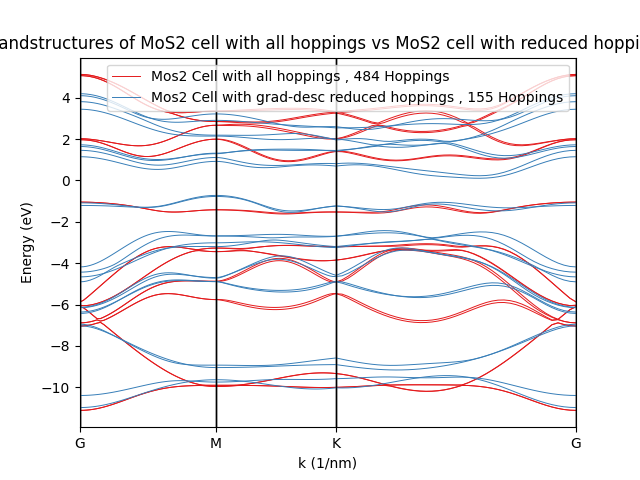 andstructures of MoS2 cell with all hoppings vs MoS2 cell with reduced hoppi
Mos2 Cell with all hoppings , 484 Hoppings
Mos2 Cell with grad-desc reduced hoppings , 155 Hoppings
4
2
0
−2
−4
−6
−8
−10
Energy (eV)
G M K G
k (1/nm)